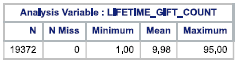 Analysis Variable : LIFETIME_GIFT_COUNT
N N Miss Minimum Mean Maximum
19372 0 1,00 9,98 95,00